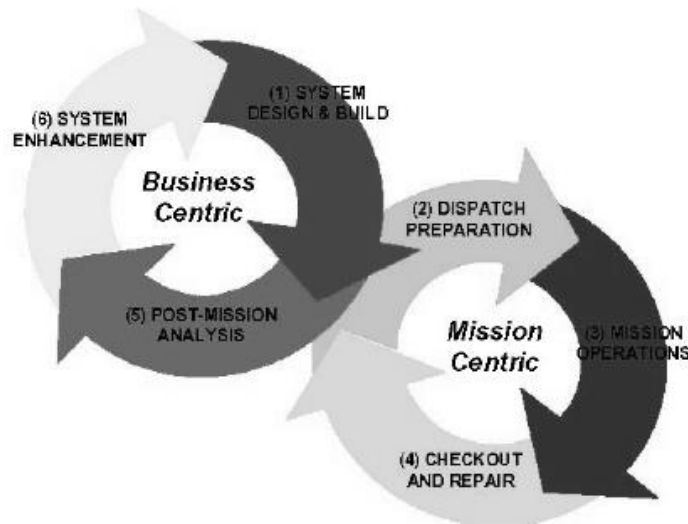 (1) SYSTEM
DESIGN & BUILD
(6) SYSTEM
ENHANCEMENT
Business
Centric
(2) DISPATCH
PREPARATION
(5) POST-MISSION
ANALYSIS
Mission
Centric
(3) MISSION
OPERATIONS
(4) CHECKOUT
AND REPAIR